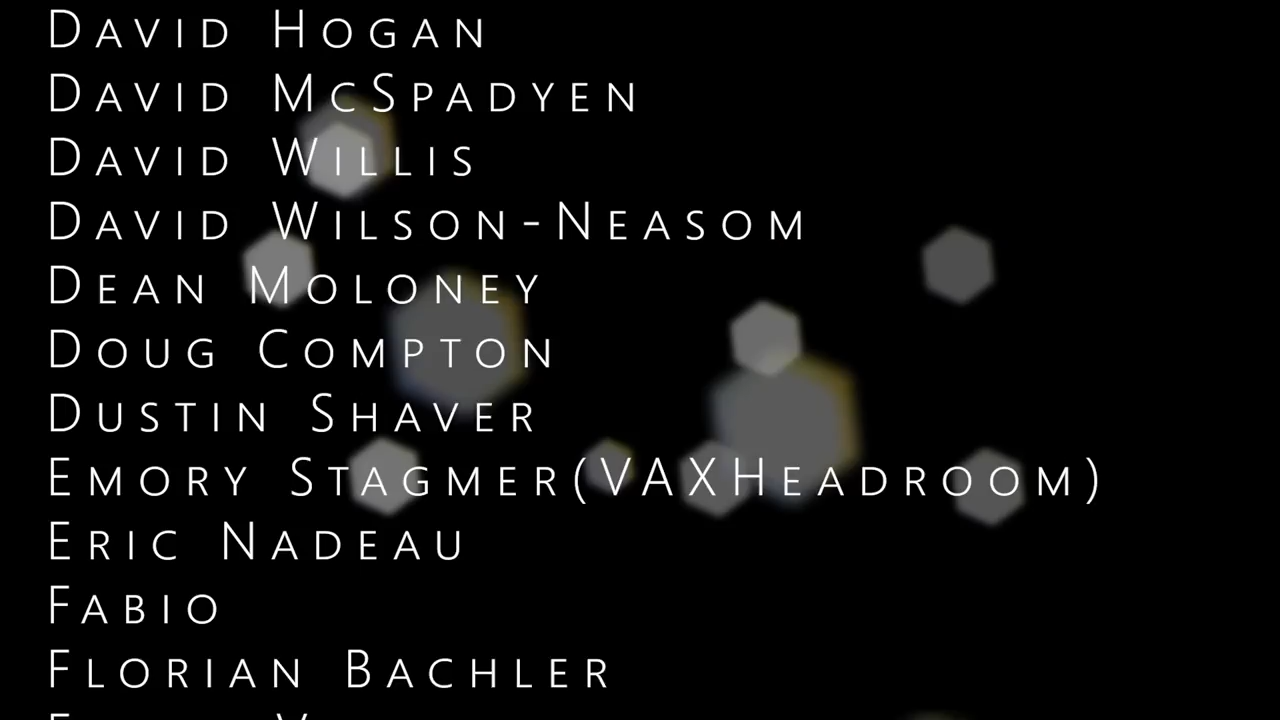 David Hogan
David McSpadyen
David Willis
David Wilson-Neasom
Dean Moloney
Doug Compton
Dustin Shaver
Emory Stagmer(VAXHeadroom)
Eric Nadeau
Fabio
Florian Bachler